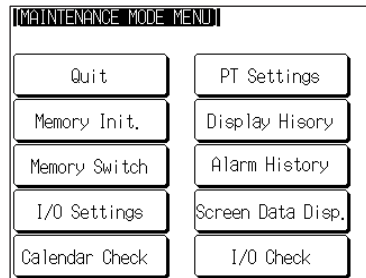 [MAINTENANCE MODE MENU]
Quit
PT Settings
Memory Init.
Display Hisory
Memory Switch
Alarm History
I/O Settings
Screen Data Disp.
Calendar Check
I/O Check